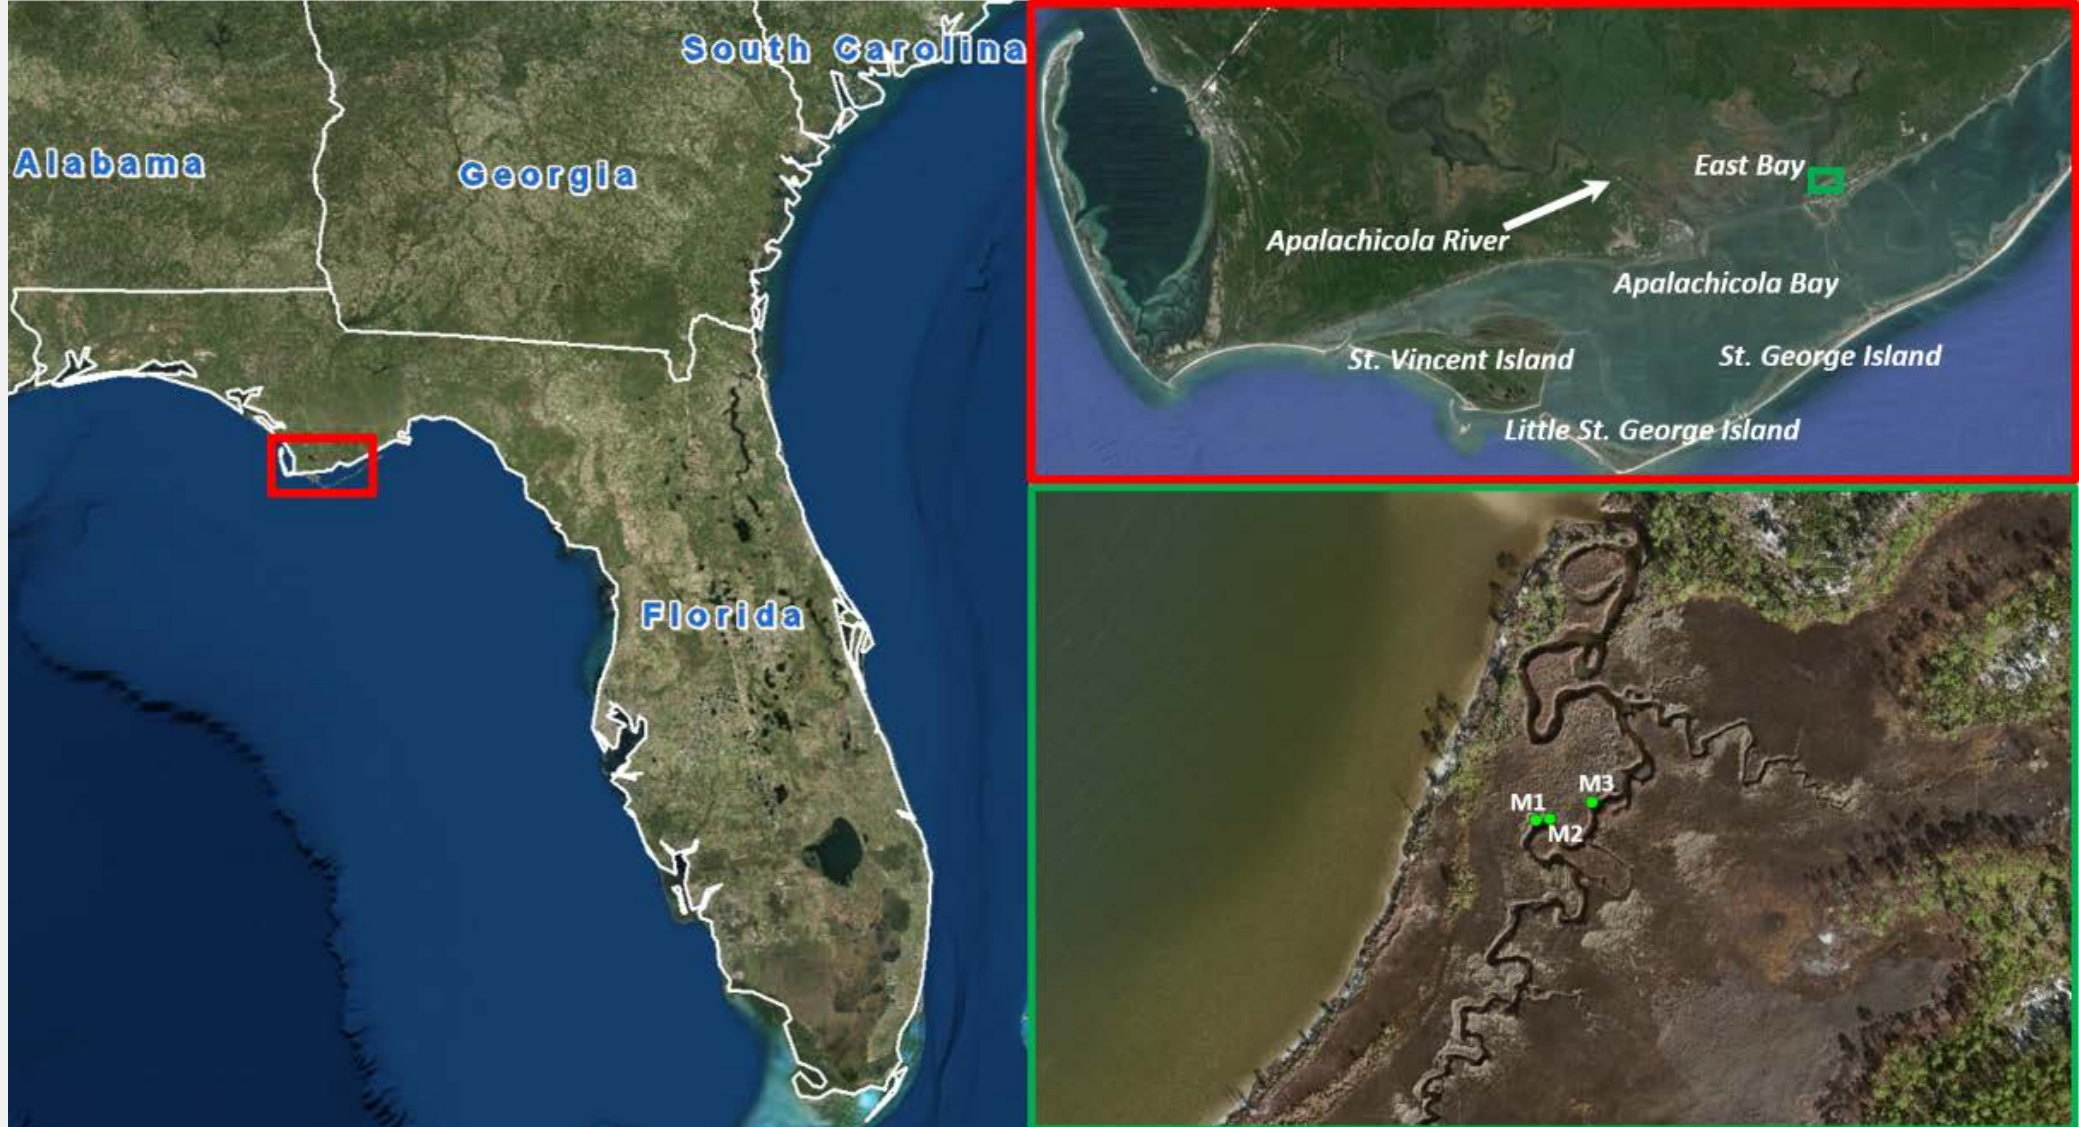 South Carolina
Alabama
Georgia
Florida
East Bay
Apalachicola River
Apalachicola Bay
St. Vincent Island
St. George Island
Little St. George Island
M3
M1
M2